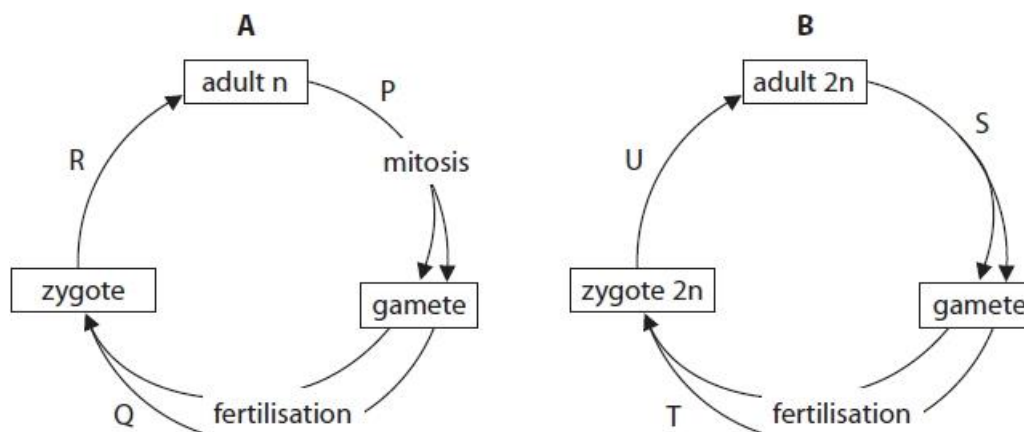 A
adult n
P
R
mitosis
zygote
gamete
Q
fertilisation
B
adult 2n
S
U
zygote 2n
gamete
T
fertilisation